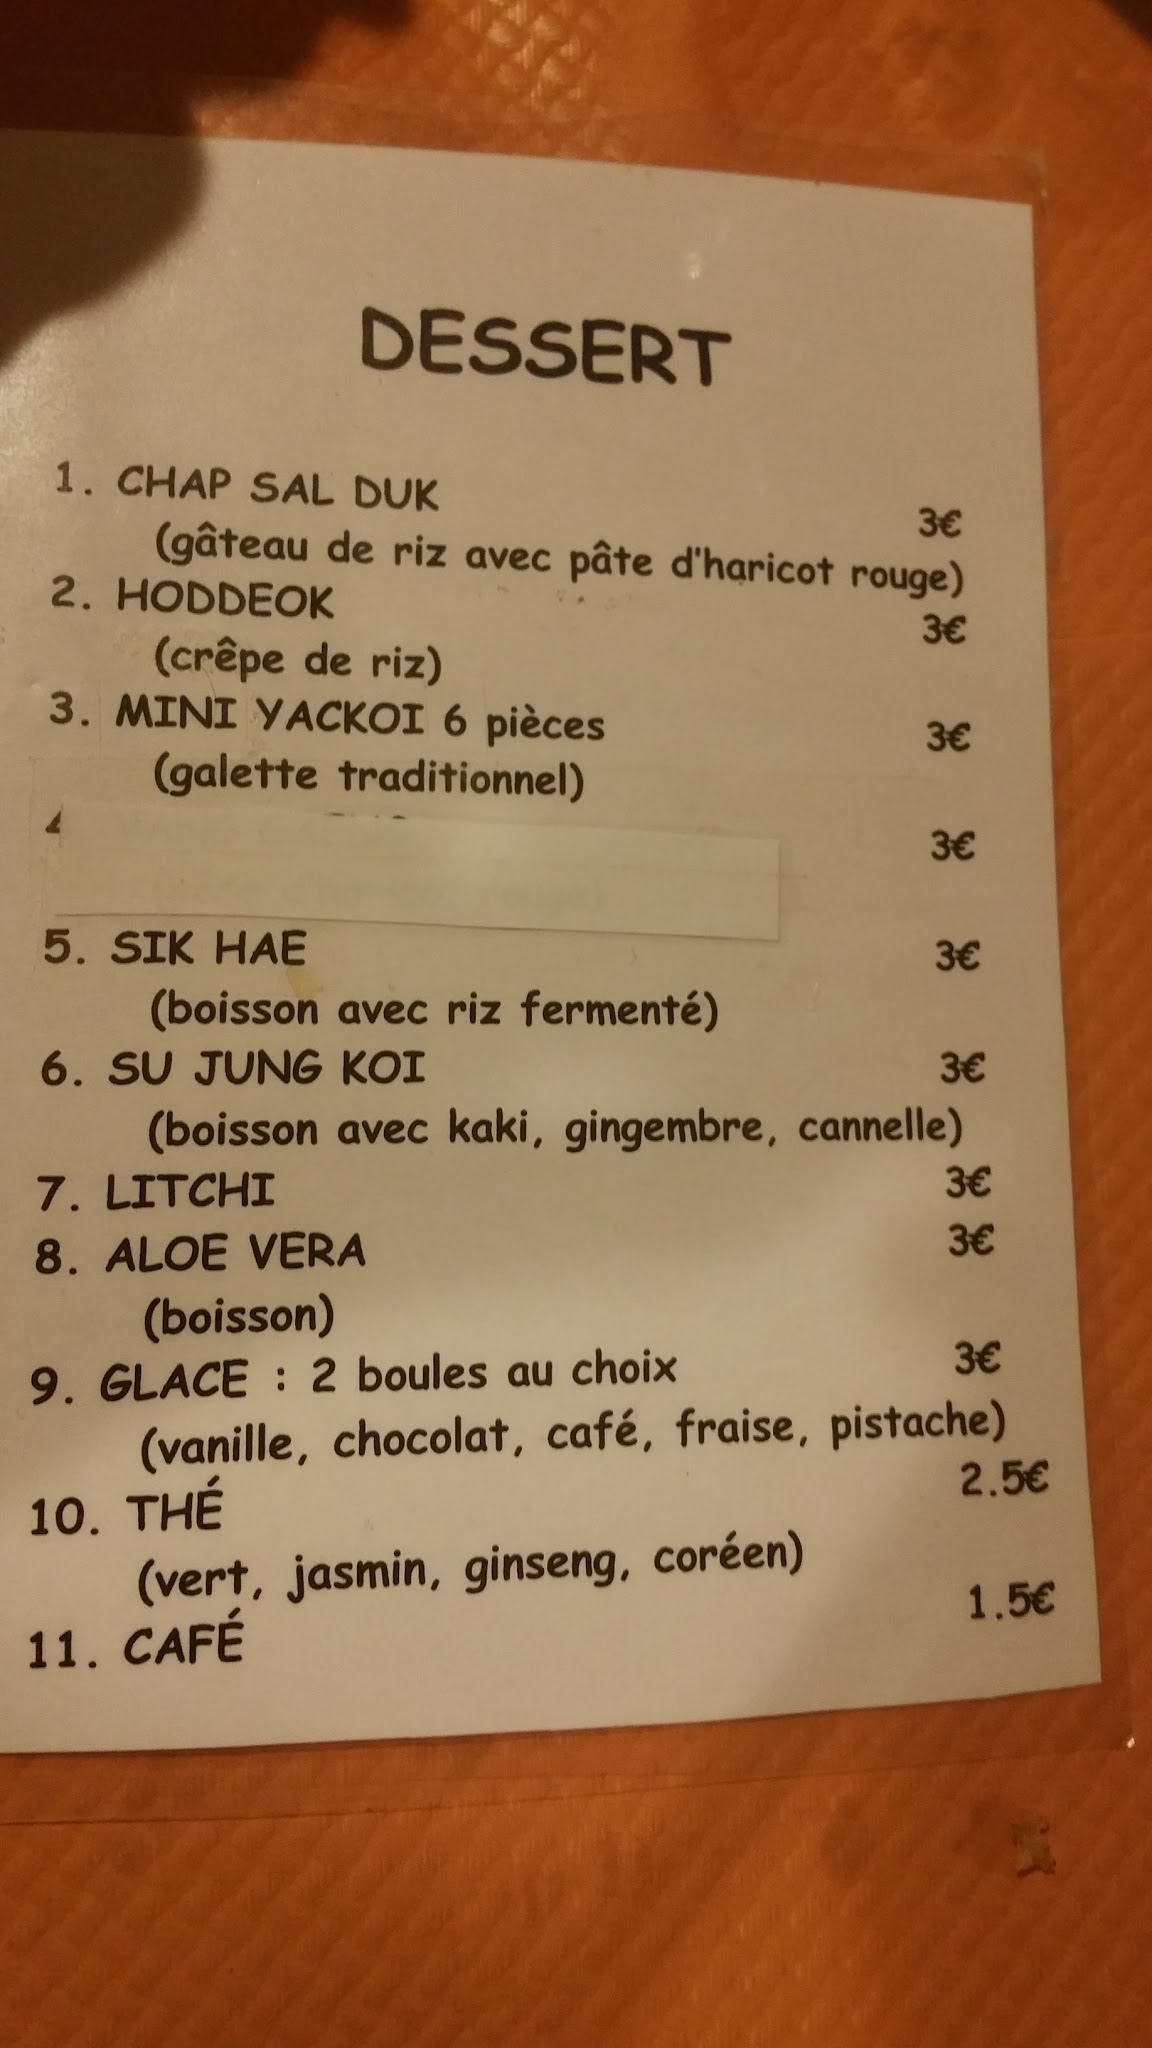 DESSERT
1. CHAP SAL DUK 3€
(gâteau de riz avec pâte d'haricot rouge)
2. HODDEOK 3€
(crêpe de riz)
3. MINI YACKOI 6 pièces 3€
(galette traditionnel)
3€
5. SIK HAE 3€
(boisson avec riz fermenté)
6. SU JUNG KOI 3€
(boisson avec kaki, gingembre, cannelle)
7. LITCHI 3€
8. ALOE VERA 3€
(boisson)
9. GLACE : 2 boules au choix 3€
(vanille, chocolat, café, fraise, pistache)
10. THÉ 2.5€
(vert, jasmin, ginseng, coréen)
11. CAFÉ 1.5€